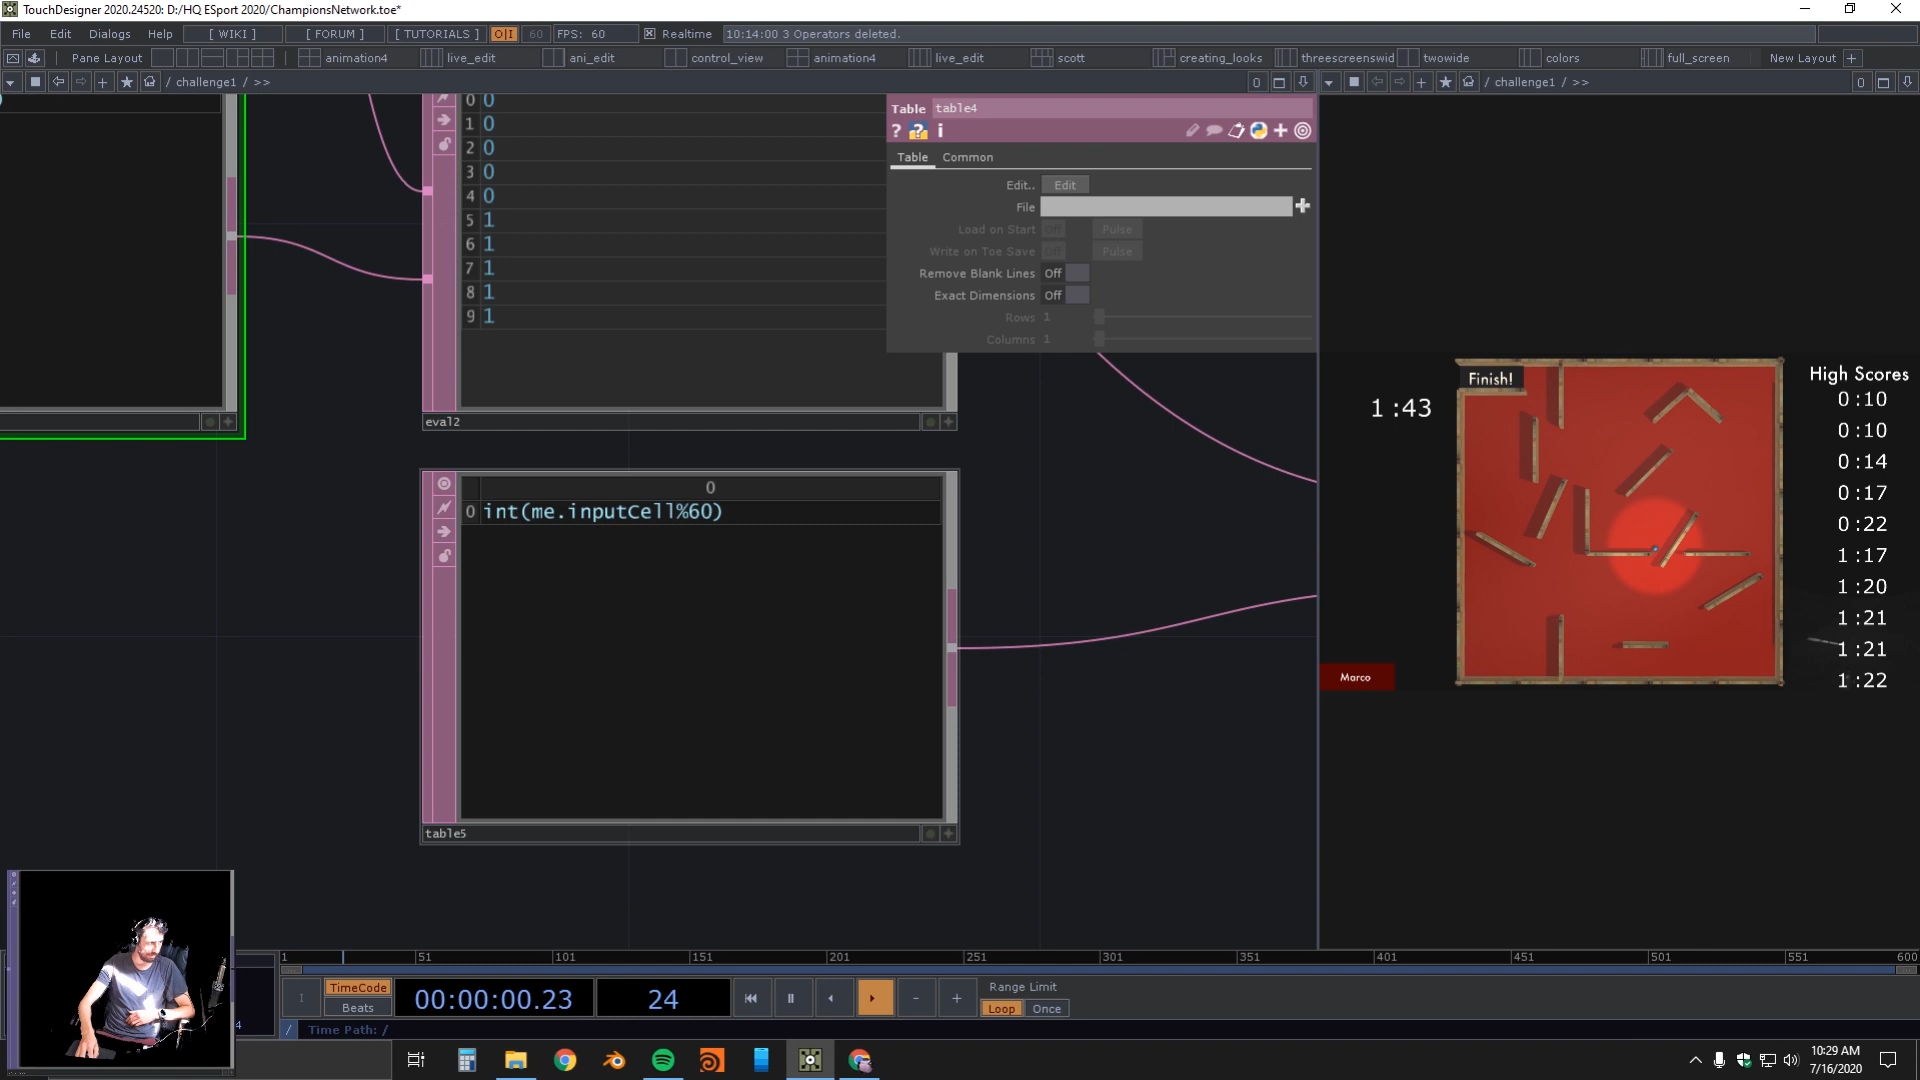 TouchDesigner 2020.24520: D:/HQ ESport 2020/ChampionsNetwork.toe*
File Edit Dialogs Help [ WIKI ] [ FORUM ] [ TUTORIALS ] O|I 60 FPS: 60 Realtime 10:14:00 3 Operators deleted.
Pane Layout animation4 live_edit ani_edit control_view animation4 live_edit scott creating_looks threescreenswid twowide colors full_screen New Layout
/ challenge1 / >> 0 / challenge1 / >> 0
0 0
1 0
2 0
3 0
4 0
5 1
6 1
7 1
8 1
9 1
eval2
Table table4
? ? i
Table Common
Edit.. Edit
File
Load on Start Off Pulse
Write on Toe Save Off Pulse
Remove Blank Lines Off
Exact Dimensions Off
Rows 1
Columns 1
0
0 int(me.inputCell%60)
table5
Finish!
1 :43
High Scores
0 :10
0 :10
0 :14
0 :17
0 :22
1 :17
1 :20
1 :21
1 :21
1 :22
Marco
1 51 101 151 201 251 301 351 401 451 501 551 600
TimeCode
Beats
00:00:00.23
24
Range Limit
Loop Once
/ Time Path: /
10:29 AM
7/16/2020